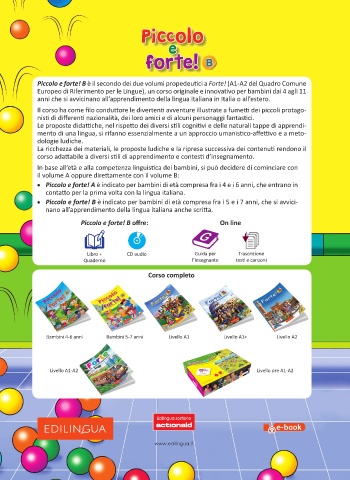 Piccolo
e
forte! B
Piccolo e forte! B è il secondo dei due volumi propedeutici a Forte! (A1-A2 del Quadro Comune
Europeo di Riferimento per le Lingue), un corso originale e innovativo per bambini dai 4 agli 11
anni che si avvicinano all'apprendimento della lingua italiana in Italia o all'estero.
Il corso ha come filo conduttore le divertenti avventure illustrate a fumetti dei piccoli protago-
nisti di differenti nazionalità, dei loro amici e di alcuni personaggi fantastici.
Le proposte didattiche, nel rispetto dei diversi stili cognitivi e delle naturali tappe di apprendi-
mento di una lingua, si rifanno essenzialmente a un approccio umanistico-affettivo e a meto-
dologie ludiche.
La ricchezza dei materiali, le proposte ludiche e la ripresa successiva dei contenuti rendono il
corso adattabile a diversi stili di apprendimento e contesti d'insegnamento.
In base all'età e alla competenza linguistica dei bambini, si può decidere di cominciare con
il volume A oppure direttamente con il volume B:
• Piccolo e forte! A è indicato per bambini di età compresa fra i 4 e i 6 anni, che entrano in
contatto per la prima volta con la lingua italiana.
• Piccolo e forte! B è indicato per bambini di età compresa fra i 5 e i 7 anni, che si avvici-
nano all'apprendimento della lingua italiana anche scritta.
Piccolo e forte! B offre: On line
Libro + Quaderno
CD audio
Guida per l'insegnante
Trascrizione testi e canzoni
Corso completo
Bambini 4-6 anni Bambini 5-7 anni Livello A1 Livello A1+ Livello A2
Livello A1-A2 Livello pre A1-A2
EDILINGUA
Edilingua sostiene
actionaid
e-book
www.edilingua.it